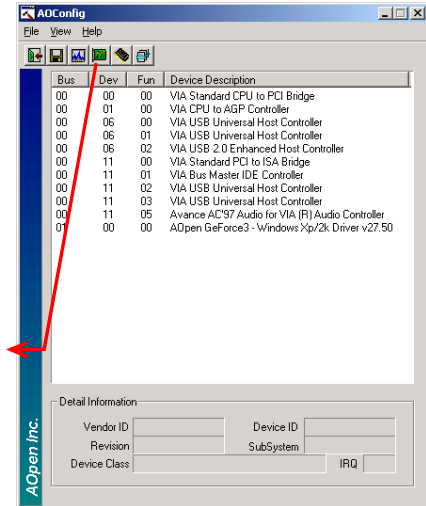 AOConfig
File View Help
Bus Dev Fun Device Description
00 00 00 VIA Standard CPU to PCI Bridge
00 01 00 VIA CPU to AGP Controller
00 06 00 VIA USB Universal Host Controller
00 06 01 VIA USB Universal Host Controller
00 06 02 VIA USB 2.0 Enhanced Host Controller
00 11 00 VIA Standard PCI to ISA Bridge
00 11 01 VIA Bus Master IDE Controller
00 11 02 VIA USB Universal Host Controller
00 11 03 VIA USB Universal Host Controller
00 11 05 Avance AC'97 Audio for VIA (R) Audio Controller
01 00 00 AOpen GeForce3 - Windows Xp/2k Driver v27.50
Detail Information
Vendor ID Device ID
Revision SubSystem
Device Class IRQ
AOpen Inc.